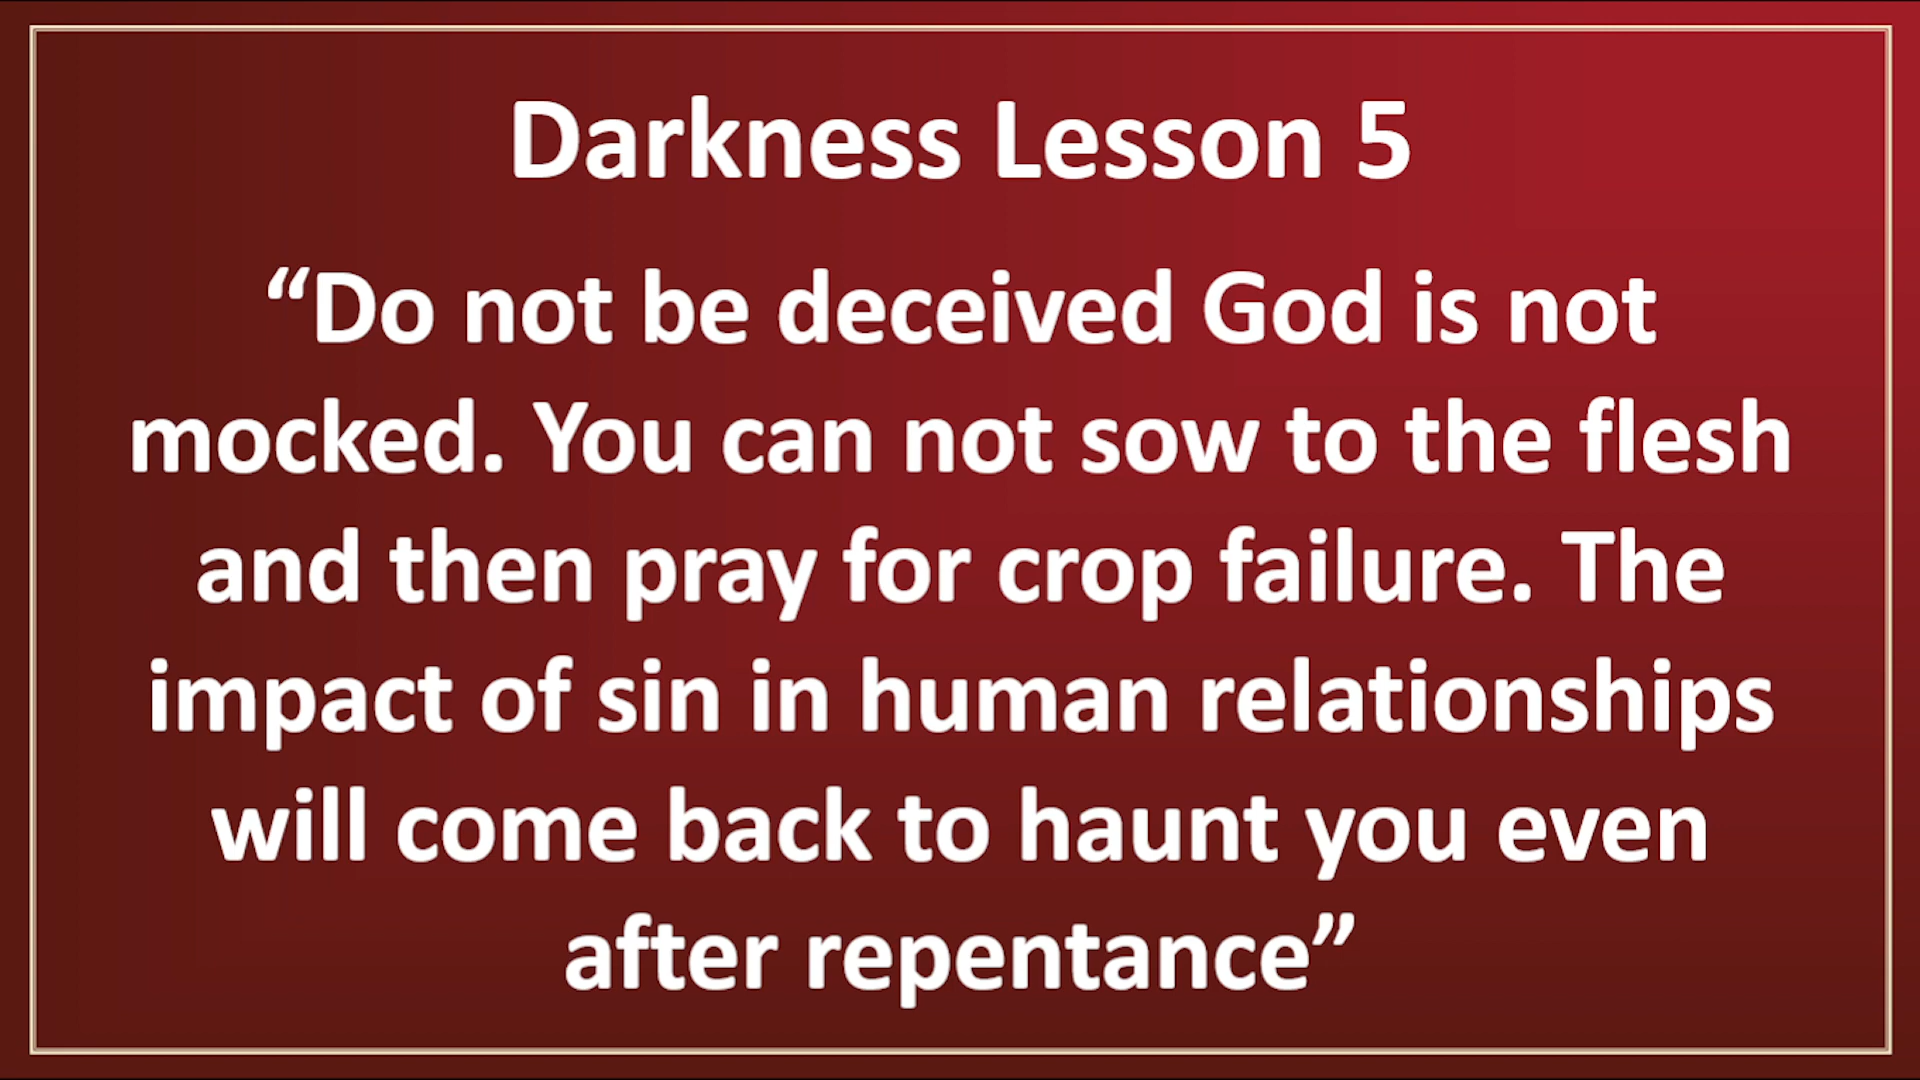 Darkness Lesson 5
“Do not be deceived God is not
mocked. You can not sow to the flesh
and then pray for crop failure. The
impact of sin in human relationships
will come back to haunt you even
after repentance”